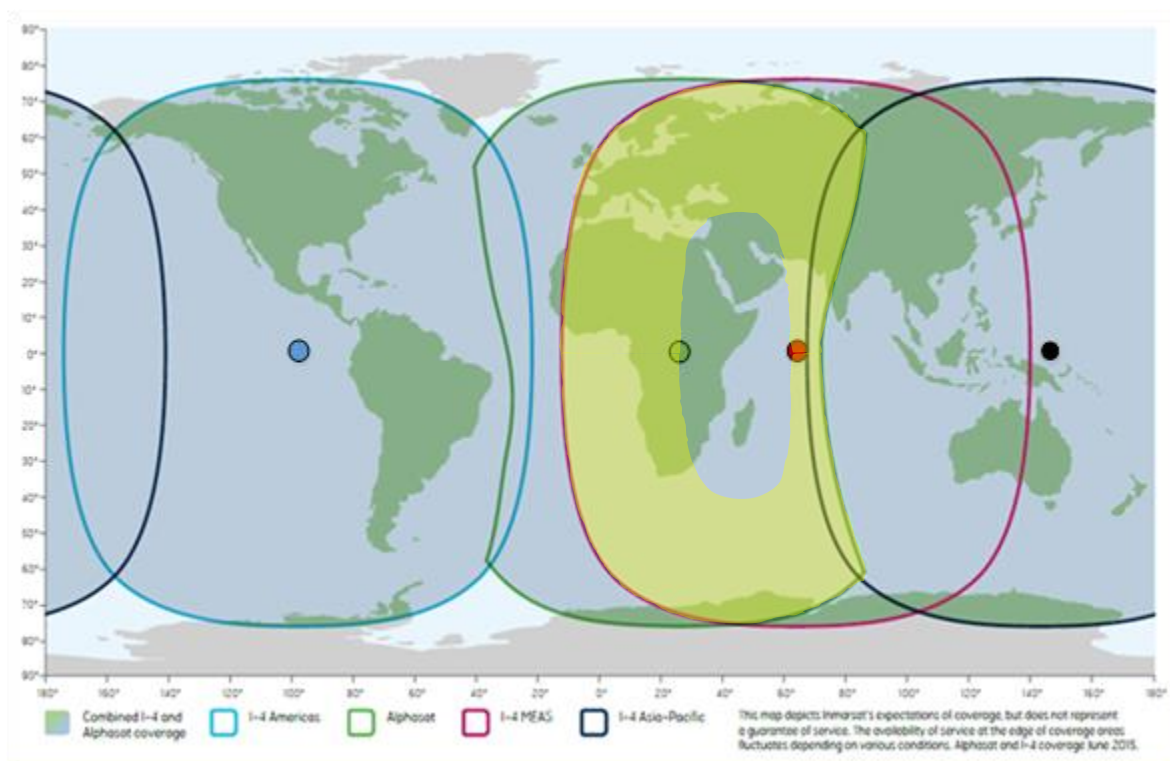 90°
80°
70°
60°
50°
40°
30°
20°
10°
0°
10°
20°
30°
40°
50°
60°
70°
80°
90°
180° 160° 140° 120° 100° 80° 60° 40° 20° 0° 20° 40° 60° 80° 100° 120° 140° 160° 180°
Combined I-4 and
Alphasat coverage
I-4 Americas
Alphasat
I-4 MEAS
I-4 Asia-Pacific
This map depicts Inmarsat's expectations of coverage, but does not represent
a guarantee of service. The availability of service at the edge of coverage areas
fluctuates depending on various conditions. Alphasat and I-4 coverage June 2015.